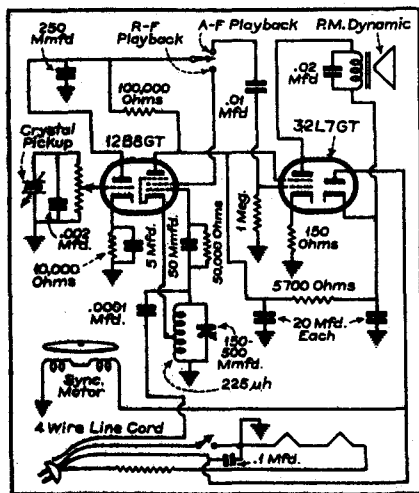 250
Mmfd
R-F
Playback
A-F Playback
P.M. Dynamic
100,000
Ohms
.01
Mfd
.02
Mfd
Crystal
Pickup
12B8GT
32L7GT
.002
Mfd.
10,000
Ohms
.5 Mfd.
50 Mmfd.
50,000 Ohms
1 Meg.
150
Ohms
5700 Ohms
.0001
Mfd.
150-
500
Mmfd.
20 Mfd.
Each
225 μh
Sync.
Motor
4 Wire Line Cord
.1 Mfd.